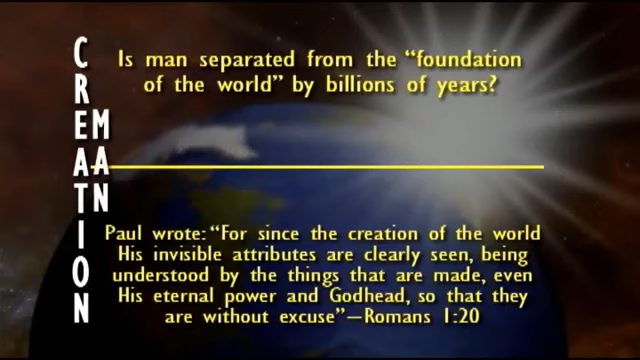 CREATION
MAN
Is man separated from the “foundation
of the world” by billions of years?
Paul wrote: “For since the creation of the world
His invisible attributes are clearly seen, being
understood by the things that are made, even
His eternal power and Godhead, so that they
are without excuse”—Romans 1:20